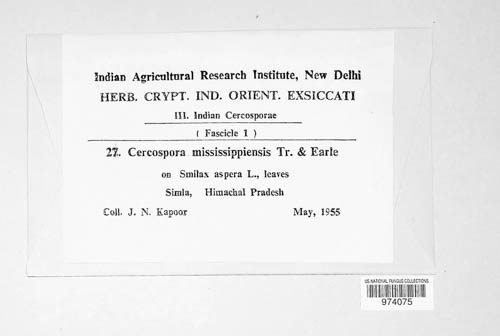 Indian Agricultural Research Institute, New Delhi
HERB. CRYPT. IND. ORIENT. EXSICCATI
III. Indian Cercosporae
( Fascicle 1 )
27. Cercospora mississippiensis Tr. & Earle
on Smilax aspera L., leaves
Simla, Himachal Pradesh
Coll. J. N. Kapoor May, 1955
US NATIONAL FUNGUS COLLECTIONS
974075